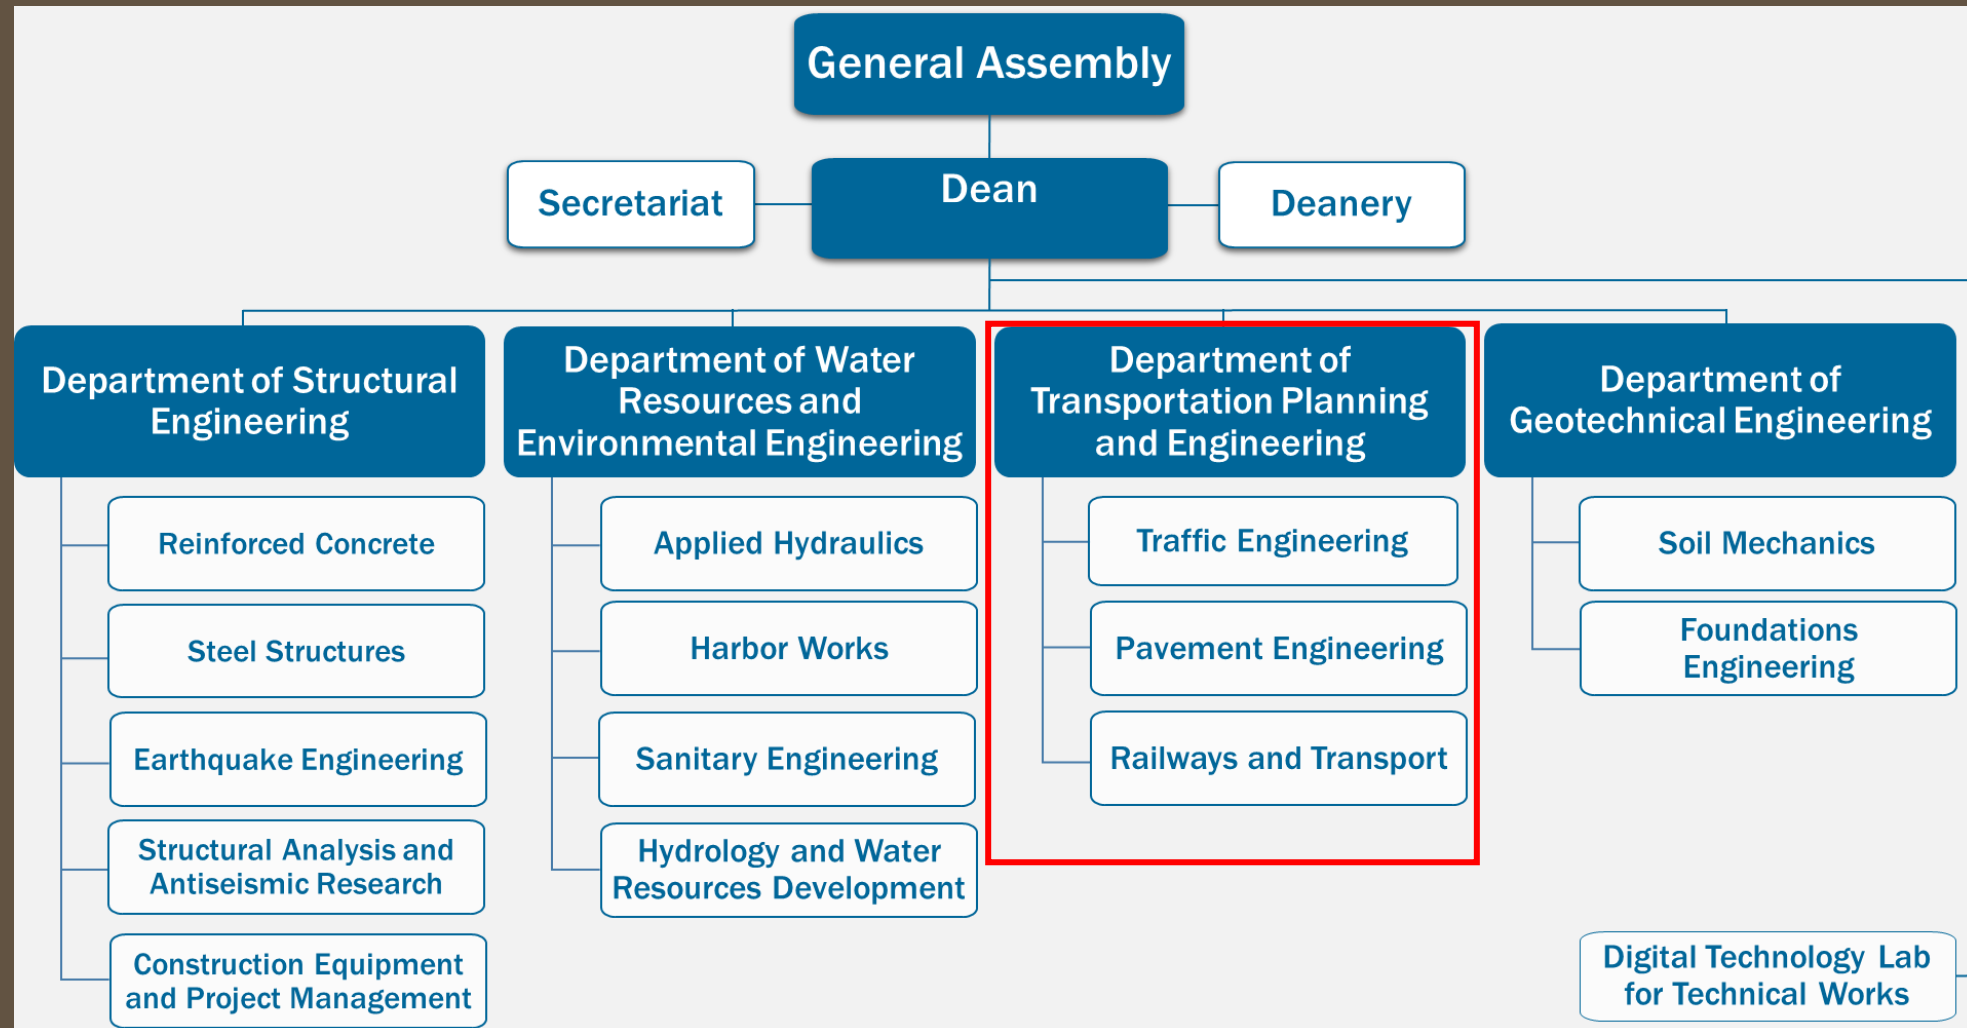 General Assembly
Secretariat
Dean
Deanery
Department of Structural
Engineering
Reinforced Concrete
Steel Structures
Earthquake Engineering
Structural Analysis and
Antiseismic Research
Construction Equipment
and Project Management
Department of Water
Resources and
Environmental Engineering
Applied Hydraulics
Harbor Works
Sanitary Engineering
Hydrology and Water
Resources Development
Department of
Transportation Planning
and Engineering
Traffic Engineering
Pavement Engineering
Railways and Transport
Department of
Geotechnical Engineering
Soil Mechanics
Foundations
Engineering
Digital Technology Lab
for Technical Works